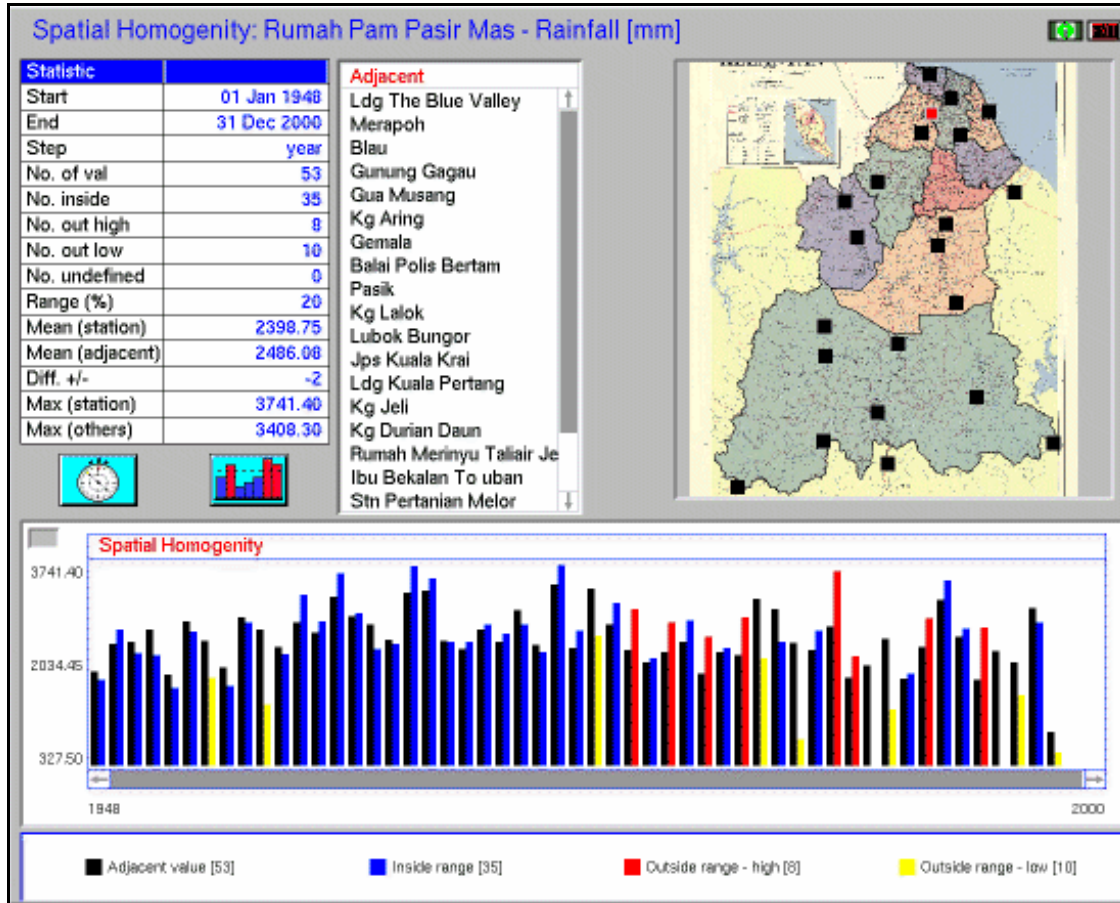 Spatial Homogenity: Rumah Pam Pasir Mas - Rainfall [mm]
EXIT
Statistic
Start 01 Jan 1948
End 31 Dec 2000
Step year
No. of val 53
No. inside 35
No. out high 8
No. out low 10
No. undefined 0
Range (%) 20
Mean (station) 2398.75
Mean (adjacent) 2486.08
Diff. +/- -2
Max (station) 3741.40
Max (others) 3408.30
Adjacent
Ldg The Blue Valley
Merapoh
Blau
Gunung Gagau
Gua Musang
Kg Aring
Gemala
Balai Polis Bertam
Pasik
Kg Lalok
Lubok Bungor
Jps Kuala Krai
Ldg Kuala Pertang
Kg Jeli
Kg Durian Daun
Rumah Merinyu Taliair Je
Ibu Bekalan To uban
Stn Pertanian Melor
Spatial Homogenity
3741.40
2034.45
327.50
1948 2000
Adjacent value [53] Inside range [35] Outside range - high [8] Outside range - low [10]